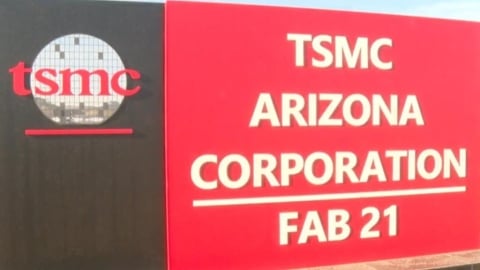 tsmc
TSMC
ARIZONA
CORPORATION
FAB 21